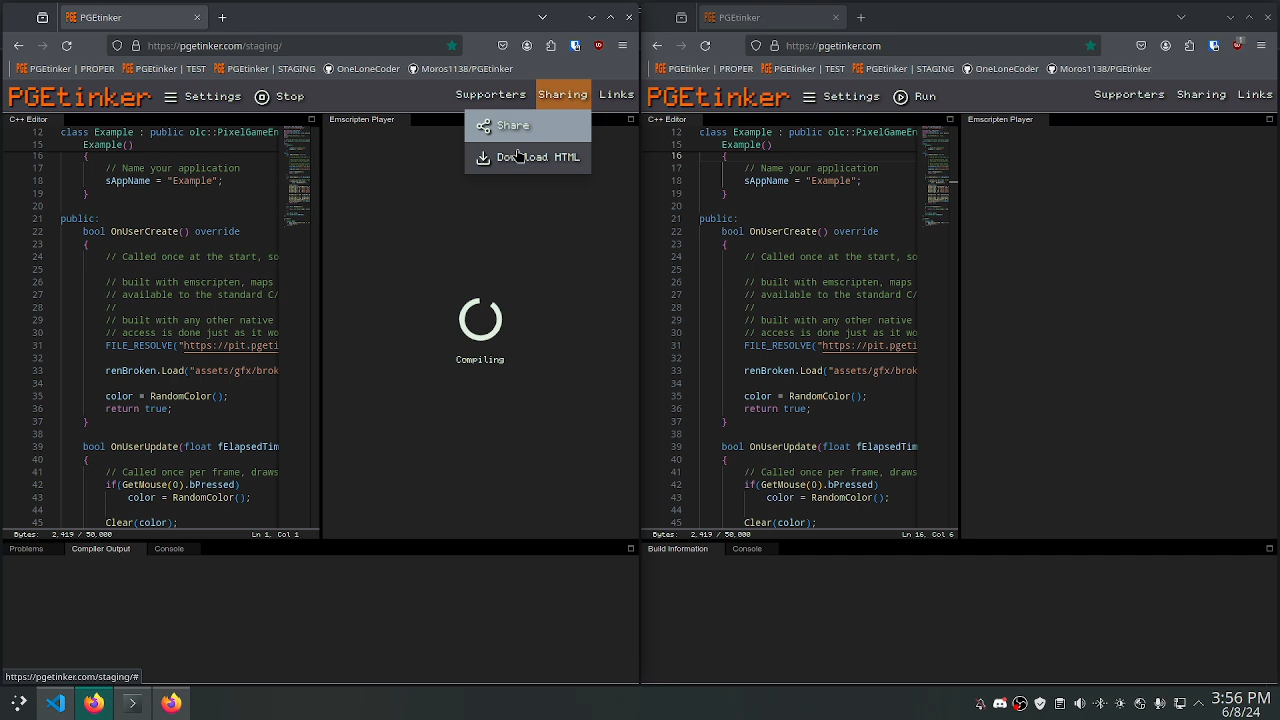 PGEtinker
https://pgetinker.com/staging/
PGEtinker | PROPER
PGEtinker | TEST
PGEtinker | STAGING
OneLoneCoder
Moros1138/PGEtinker
PGEtinker
Settings
Stop
Supporters
Sharing
Links
Share
HTML
C++ Editor
12 class Example : public olc::PixelGameEn
15 Example()
16 {
17 // Name your application
18 sAppName = "Example";
19 }
20
21 public:
22 bool OnUserCreate() override
23 {
24 // Called once at the start, so
25
26 // built with emscripten, maps
27 // available to the standard C/
28 //
29 // built with any other native
30 // access is done just as it wo
31 FILE_RESOLVE("https://pit.pgeti
32
33 renBroken.Load("assets/gfx/brok
34
35 color = RandomColor();
36 return true;
37 }
38
39 bool OnUserUpdate(float fElapsedTim
40 {
41 // Called once per frame, draws
42 if(GetMouse(0).bPressed)
43 color = RandomColor();
44
45 Clear(color);
Bytes: 2,419 / 50,000
Ln 1, Col 1
Emscripten Player
Compiling
Problems
Compiler Output
Console
https://pgetinker.com/staging/#
PGEtinker
https://pgetinker.com
1
PGEtinker | PROPER
PGEtinker | TEST
PGEtinker | STAGING
OneLoneCoder
Moros1138/PGEtinker
PGEtinker
Settings
Run
Supporters
Sharing
Links
C++ Editor
12 class Example : public olc::PixelGameEn
15 Example()
16 {
17 // Name your application
18 sAppName = "Example";
19 }
20
21 public:
22 bool OnUserCreate() override
23 {
24 // Called once at the start, so
25
26 // built with emscripten, maps
27 // available to the standard C/
28 //
29 // built with any other native
30 // access is done just as it wo
31 FILE_RESOLVE("https://pit.pgeti
32
33 renBroken.Load("assets/gfx/brok
34
35 color = RandomColor();
36 return true;
37 }
38
39 bool OnUserUpdate(float fElapsedTim
40 {
41 // Called once per frame, draws
42 if(GetMouse(0).bPressed)
43 color = RandomColor();
44
45 Clear(color);
Bytes: 2,419 / 50,000
Ln 16, Col 6
Emscripten Player
Build Information
Console
3:56 PM
6/8/24